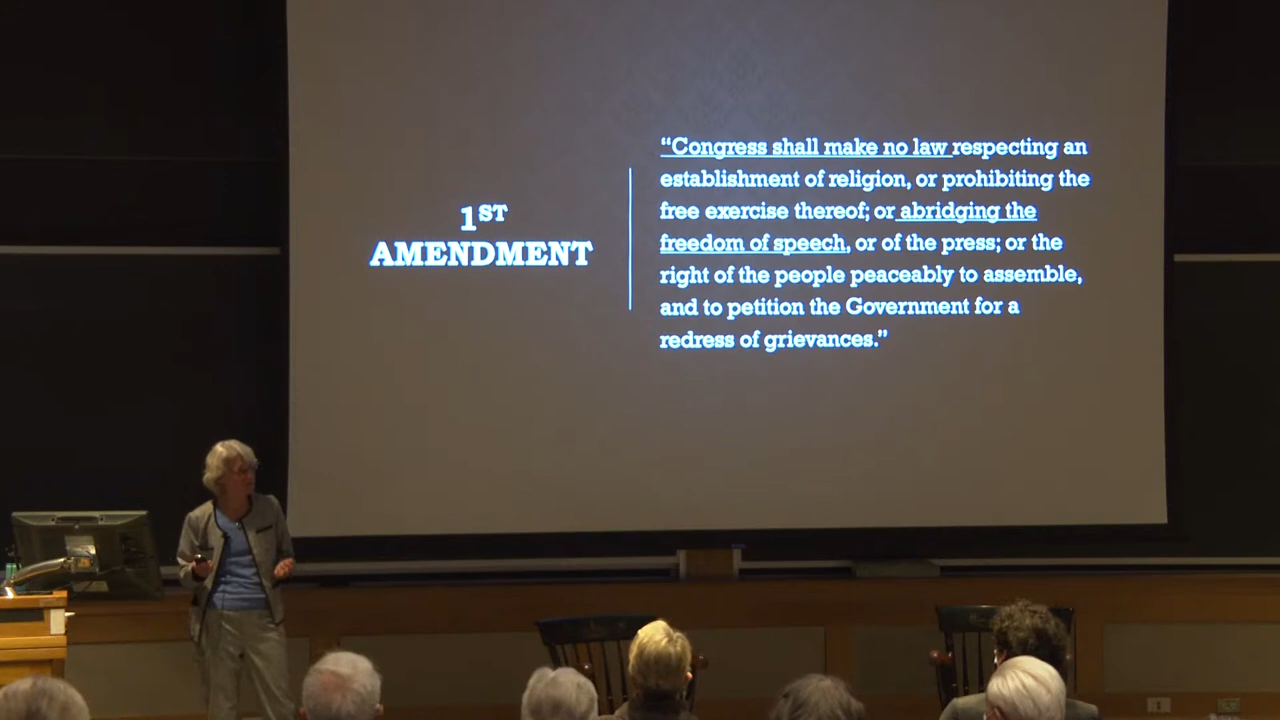 1ST
AMENDMENT
“Congress shall make no law respecting an
establishment of religion, or prohibiting the
free exercise thereof; or abridging the
freedom of speech, or of the press; or the
right of the people peaceably to assemble,
and to petition the Government for a
redress of grievances.”